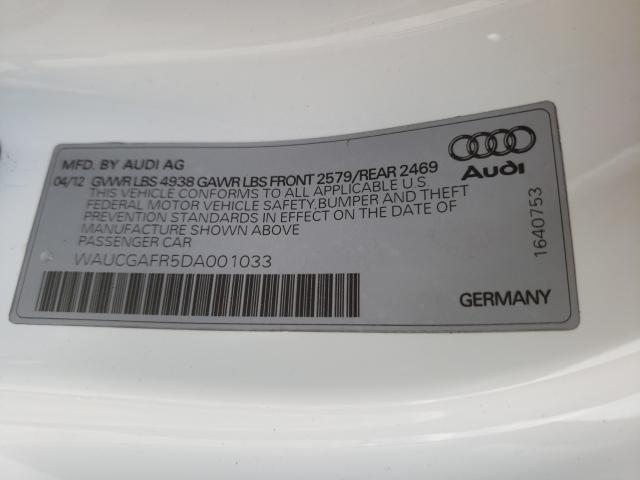 MFD. BY AUDI AG
04/12 GVWR LBS 4938 GAWR LBS FRONT 2579/REAR 2469
THIS VEHICLE CONFORMS TO ALL APPLICABLE U.S.
FEDERAL MOTOR VEHICLE SAFETY,BUMPER AND THEFT
PREVENTION STANDARDS IN EFFECT ON DATE OF
MANUFACTURE SHOWN ABOVE
PASSENGER CAR
WAUCGAFR5DA001033
Audi
1640753
GERMANY